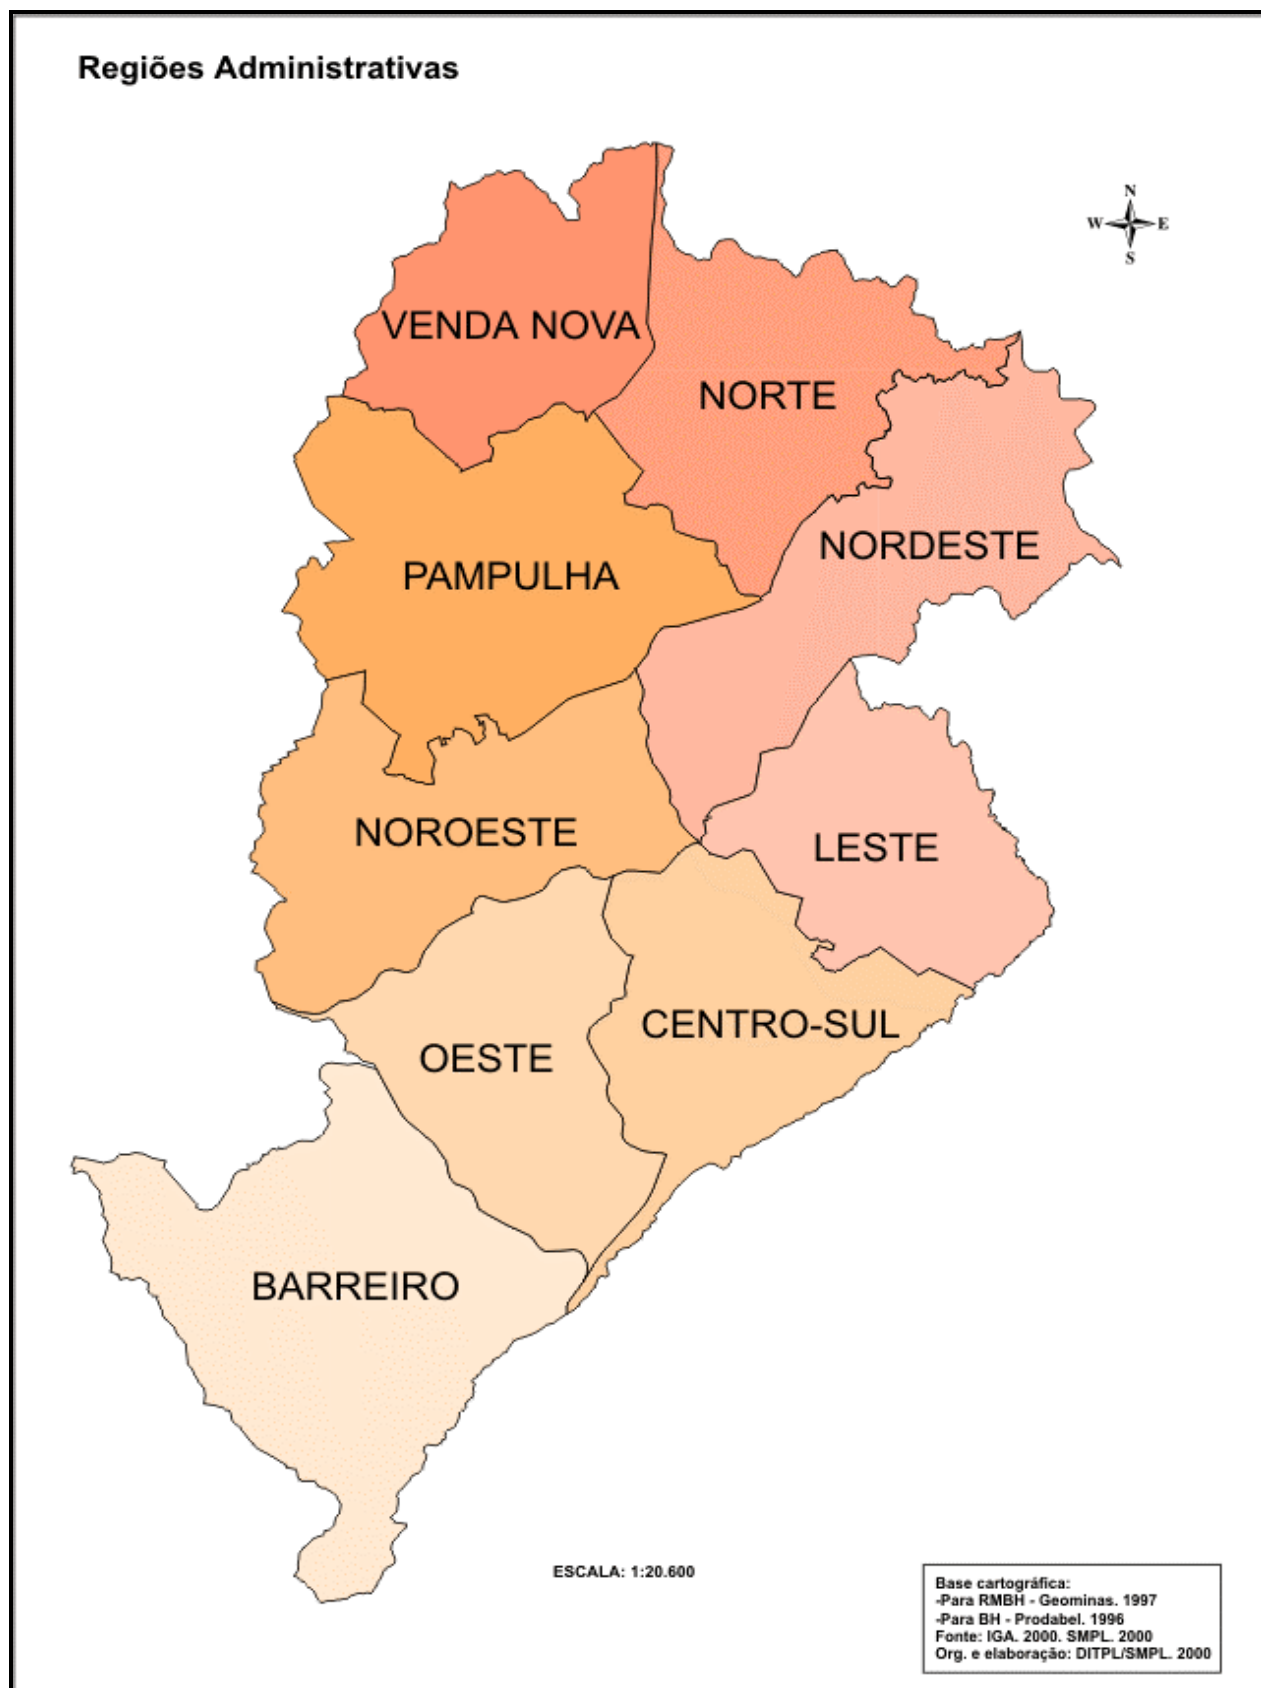 Regiões Administrativas
N
W E
S
VENDA NOVA
NORTE
NORDESTE
PAMPULHA
NOROESTE
LESTE
CENTRO-SUL
OESTE
BARREIRO
ESCALA: 1:20.600
Base cartográfica:
-Para RMBH - Geominas. 1997
-Para BH - Prodabel. 1996
Fonte: IGA. 2000. SMPL. 2000
Org. e elaboração: DITPL/SMPL. 2000